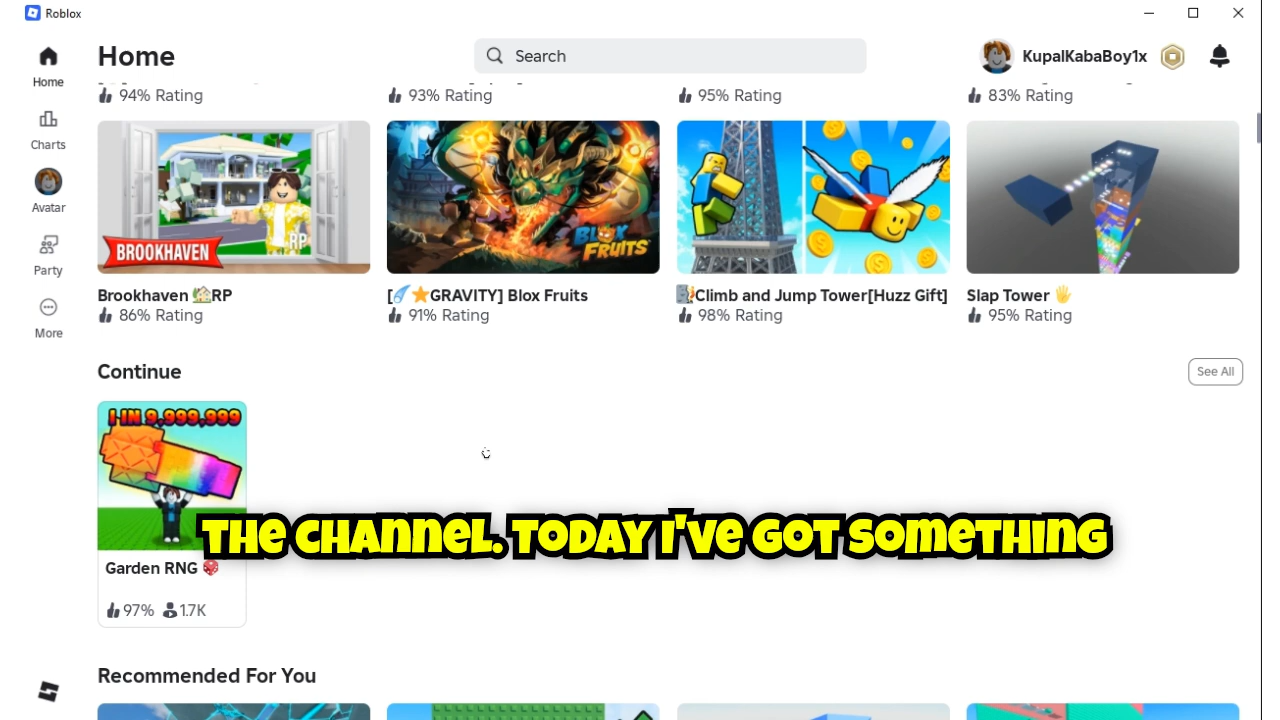 Roblox
Home
Search
KupalKabaBoy1x
Home
Charts
Avatar
Party
More
94% Rating
93% Rating
95% Rating
83% Rating
BROOKHAVEN
RP
BLOX
FRUITS
Brookhaven 🏡RP
86% Rating
[☄️⭐GRAVITY] Blox Fruits
91% Rating
🧗Climb and Jump Tower[Huzz Gift]
98% Rating
Slap Tower 🖐️
95% Rating
Continue
See All
1 IN 9,999,999
THE CHANNEL. TODAY I'VE GOT SOMETHING
Garden RNG 🎲
97% 1.7K
Recommended For You